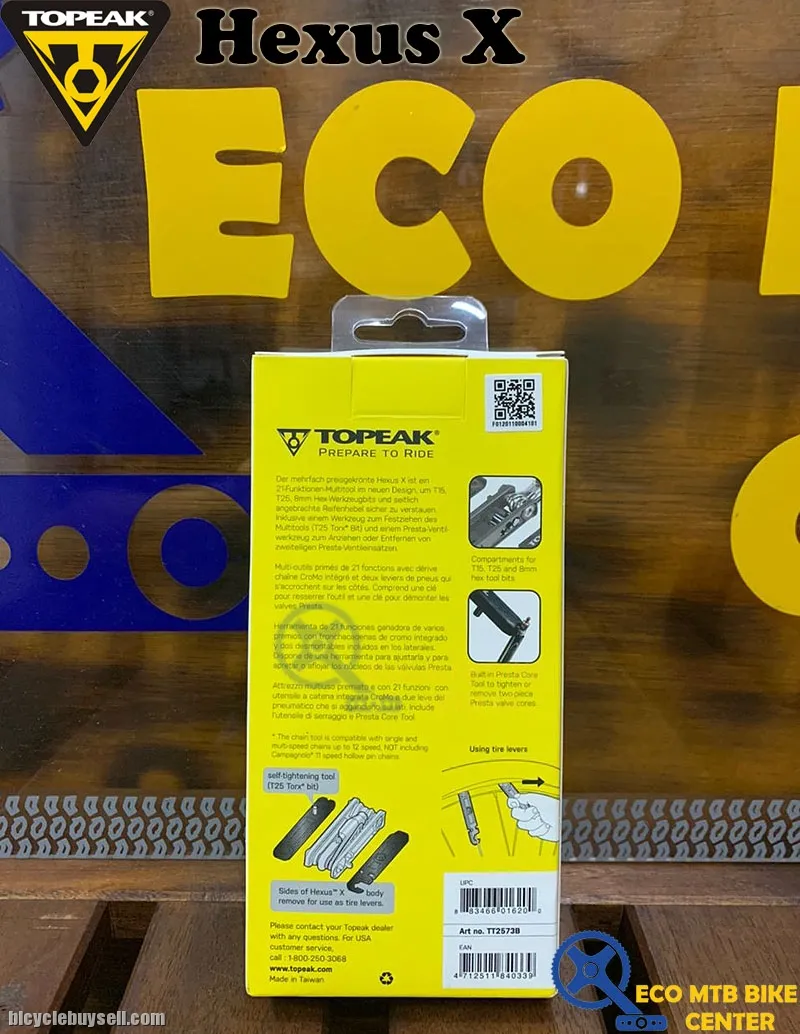 TOPEAK®
Hexus X
ECO
TOPEAK®
PREPARE TO RIDE
F0120110004101
Der mehrfach preisgekrönte Hexus X ist ein
21-Funktionen-Multitool im neuen Design, um T15,
T25, 8mm Hex-Werkzeugbits und seitlich
angebrachte Reifenhebel sicher zu verstauen.
Inklusive einem Werkzeug zum Festziehen des
Multitools (T25 Torx® Bit) und einem Presta-Ventil-
werkzeug zum Anziehen oder Entfernen von
zweiteiligen Presta-Ventileinsätzen.
Multi-outils primés de 21 fonctions avec dérive
chaîne CroMo intégré et deux leviers de pneus qui
s'accrochent sur les côtés. Comprend une clé
pour resserrer l'outil et une clé pour démonter les
valves Presta.
Herramienta de 21 funciones ganadora de varios
premios con tronchacadenas de cromo integrado
y dos desmontables incluidos en los laterales.
Dispone de una herramienta para ajustarla y para
apretar o aflojar los núcleos de las válvulas Presta.
Attrezzo multiuso premiato e con 21 funzioni con
utensile a catena integrata CroMo e due leve del
pneumatico che si agganciano ai lati. Include
l'utensile di serraggio e Presta Core Tool.
*.The chain tool is compatible with single and
multi-speed chains up to 12 speed, NOT including
Campagnolo® 11 speed hollow pin chains.
Compartments for
T15, T25 and 8mm
hex tool bits
Built-in Presta Core
Tool to tighten or
remove two-piece
Presta valve cores.
Using tire levers
self-tightening tool
(T25 Torx® bit)
Sides of Hexus™ X body
remove for use as tire levers.
Please contact your Topeak dealer
with any questions. For USA
customer service,
call : 1-800-250-3068
www.topeak.com
Made in Taiwan
UPC
8 83466 01620 0
Art no. TT2573B
EAN
4 712511 840339
bicyclebuysell.com
ECO MTB BIKE
CENTER